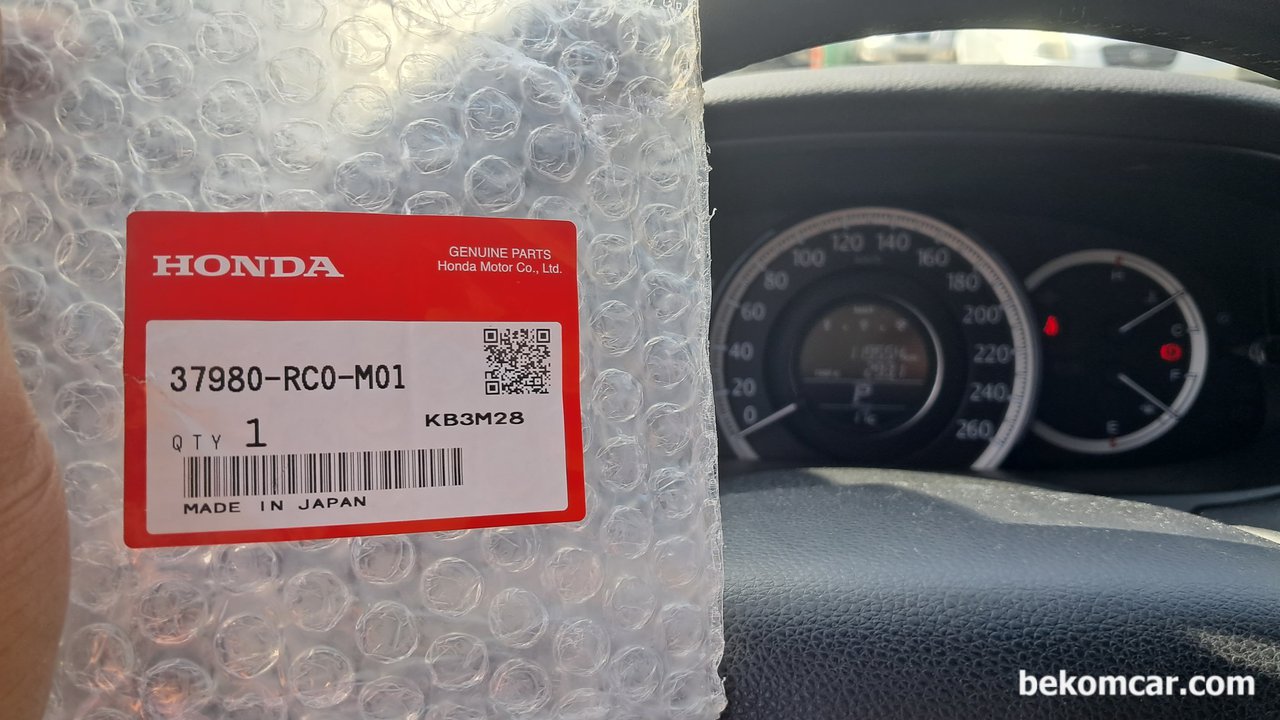 HONDA
GENUINE PARTS
Honda Motor Co., Ltd.
37980-RC0-M01
KB3M28
QTY 1
MADE IN JAPAN
0
20
40
60
80
100
120
140
160
180
200
220
240
260
H
C
F
E
P
bekomcar.com